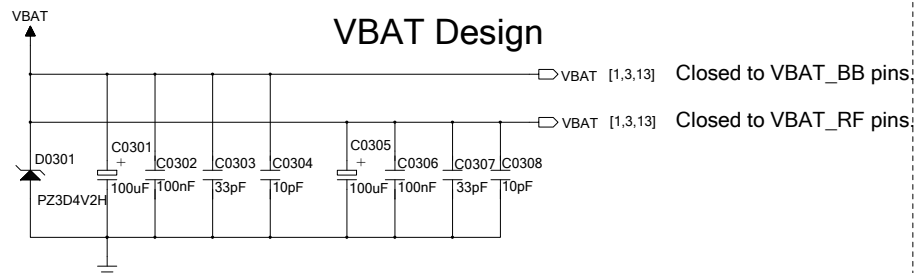 VBAT
VBAT Design
VBAT [1,3,13] Closed to VBAT_BB pins.
VBAT [1,3,13] Closed to VBAT_RF pins.
D0301
PZ3D4V2H
C0301
+
100uF
C0302
100nF
C0303
33pF
C0304
10pF
C0305
+
100uF
C0306
100nF
C0307
33pF
C0308
10pF